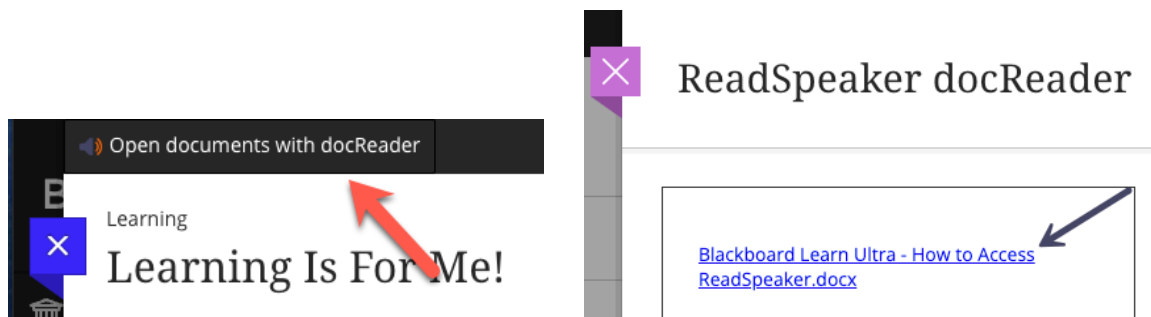 Open documents with docReader
B
Learning
Learning Is For Me!
ReadSpeaker docReader
Blackboard Learn Ultra - How to Access
ReadSpeaker.docx